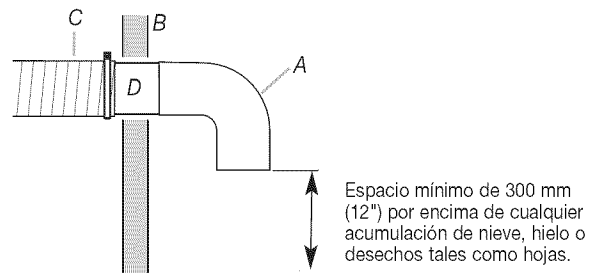 C
B
A
D
Espacio mínimo de 300 mm
(12") por encima de cualquier
acumulación de nieve, hielo o
desechos tales como hojas.